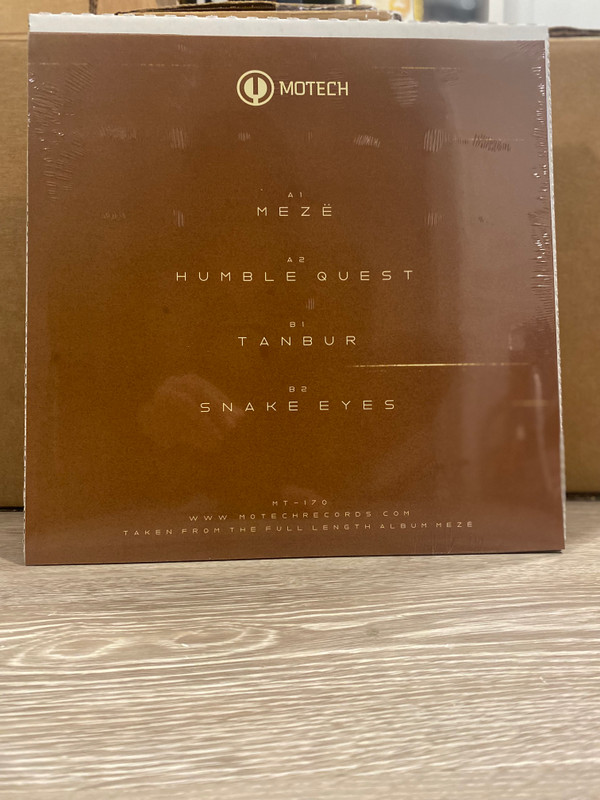 MOTECH
A1
MEZË
A2
HUMBLE QUEST
B1
TANBUR
B2
SNAKE EYES
MT-170
WWW.MOTECHRECORDS.COM
TAKEN FROM THE FULL LENGTH ALBUM MEZË